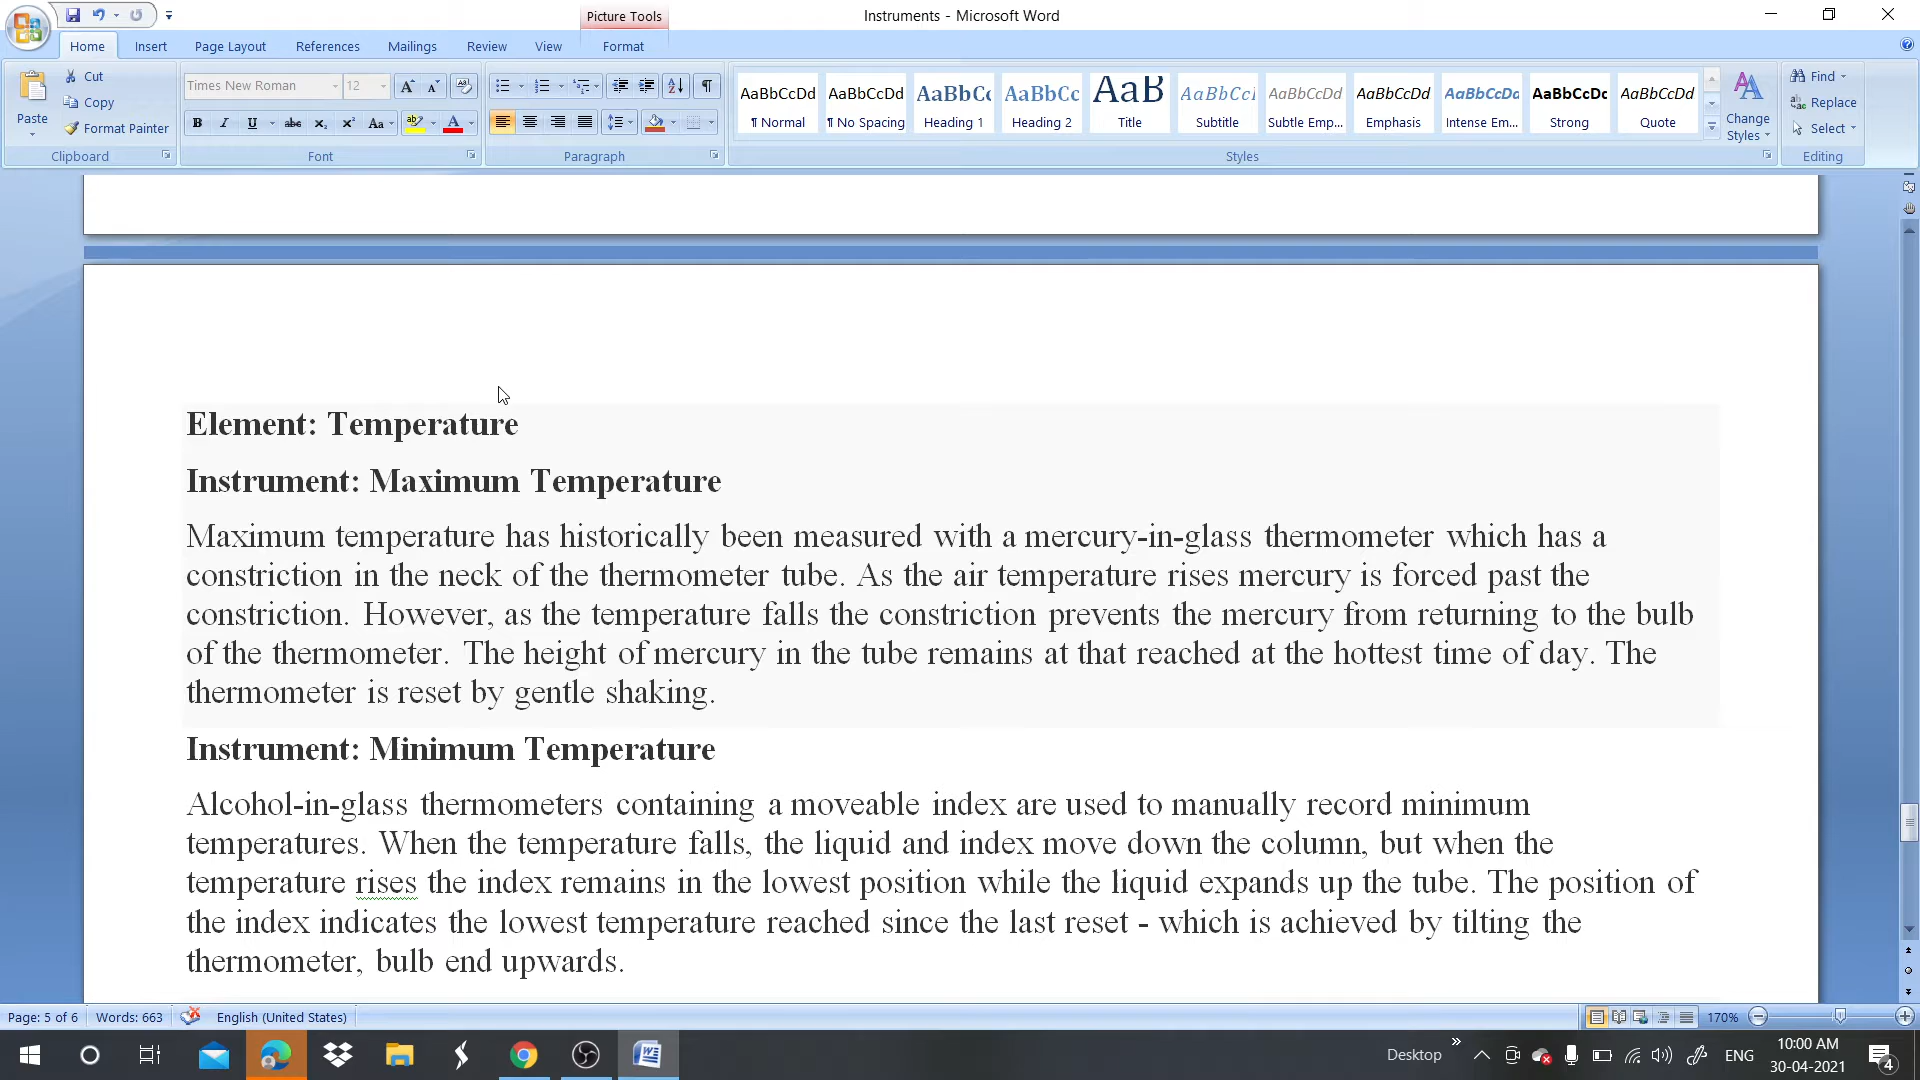 Picture Tools
Instruments - Microsoft Word
Home Insert Page Layout References Mailings Review View Format
Paste
Cut
Copy
Format Painter
Clipboard
Times New Roman 12
Font
Paragraph
AaBbCcDd AaBbCcDd AaBbCc AaBbCc AaB AaBbCcI AaBbCcDd AaBbCcDd AaBbCcDd AaBbCcDc AaBbCcDd
¶ Normal ¶ No Spacing Heading 1 Heading 2 Title Subtitle Subtle Emp... Emphasis Intense Em... Strong Quote
Change Styles
Styles
Find
Replace
Select
Editing
Element: Temperature
Instrument: Maximum Temperature
Maximum temperature has historically been measured with a mercury-in-glass thermometer which has a
constriction in the neck of the thermometer tube. As the air temperature rises mercury is forced past the
constriction. However, as the temperature falls the constriction prevents the mercury from returning to the bulb
of the thermometer. The height of mercury in the tube remains at that reached at the hottest time of day. The
thermometer is reset by gentle shaking.
Instrument: Minimum Temperature
Alcohol-in-glass thermometers containing a moveable index are used to manually record minimum
temperatures. When the temperature falls, the liquid and index move down the column, but when the
temperature rises the index remains in the lowest position while the liquid expands up the tube. The position of
the index indicates the lowest temperature reached since the last reset - which is achieved by tilting the
thermometer, bulb end upwards.
Page: 5 of 6 Words: 663 English (United States) 170%
Desktop ENG
10:00 AM
30-04-2021
4